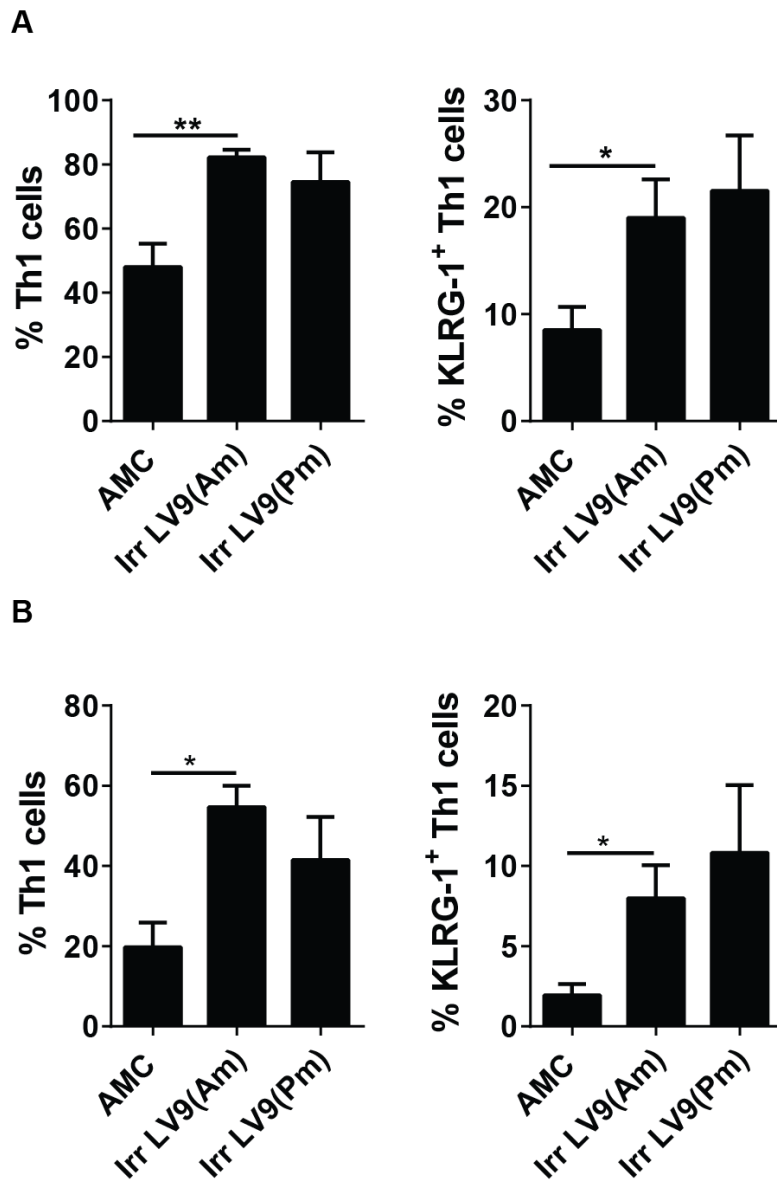 A
% Th1 cells
100
80
60
40
20
0
**
AMC
Irr LV9(Am)
Irr LV9(Pm)
% KLRG-1⁺ Th1 cells
30
20
10
0
*
AMC
Irr LV9(Am)
Irr LV9(Pm)
B
% Th1 cells
80
60
40
20
0
*
AMC
Irr LV9(Am)
Irr LV9(Pm)
% KLRG-1⁺ Th1 cells
20
15
10
5
0
*
AMC
Irr LV9(Am)
Irr LV9(Pm)